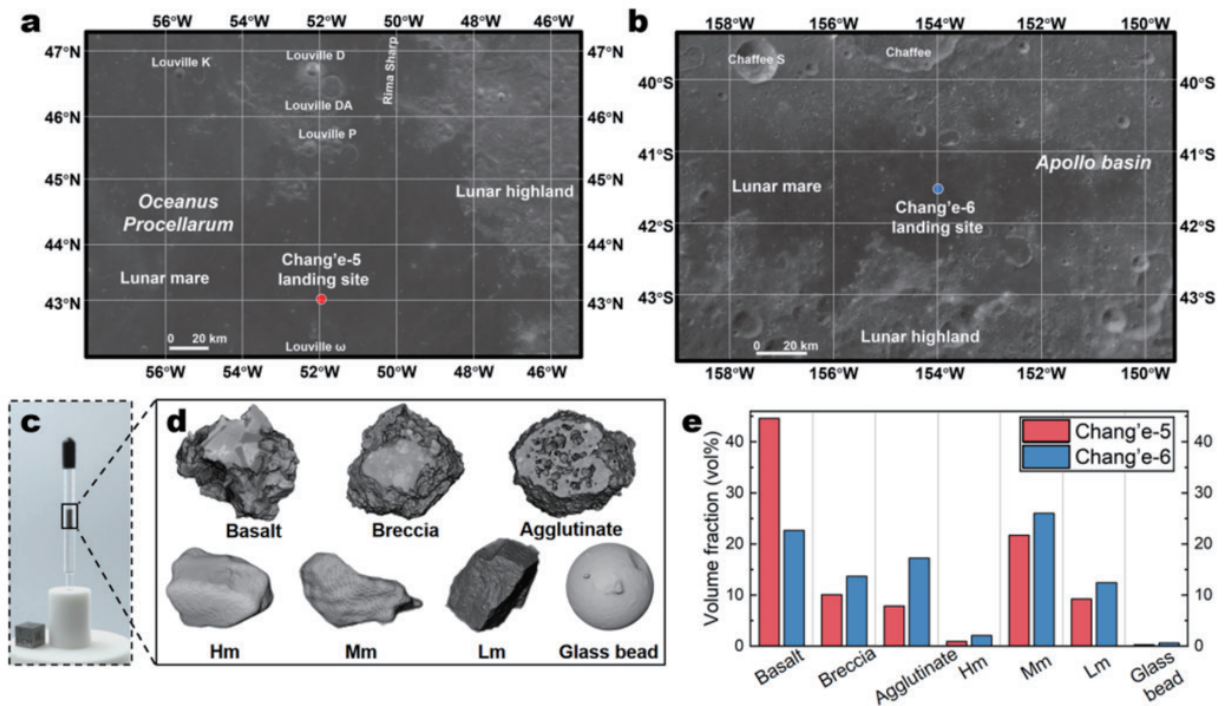 a
56°W 54°W 52°W 50°W 48°W 46°W
47°N
46°N
45°N
44°N
43°N
Louville K
Louville D
Rima Sharp
Louville DA
Louville P
Oceanus
Procellarum
Lunar highland
Chang'e-5
landing site
Lunar mare
0 20 km
Louville ω
47°N
46°N
45°N
44°N
43°N
56°W 54°W 52°W 50°W 48°W 46°W
b
158°W 156°W 154°W 152°W 150°W
40°S
41°S
42°S
43°S
Chaffee S
Chaffee
Apollo basin
Lunar mare
Chang'e-6
landing site
Lunar highland
0 20 km
40°S
41°S
42°S
43°S
158°W 156°W 154°W 152°W 150°W
c
d
Basalt
Breccia
Agglutinate
Hm
Mm
Lm
Glass bead
e
Chang'e-5
Chang'e-6
Volume fraction (vol%)
40
30
20
10
0
40
30
20
10
0
Basalt
Breccia
Agglutinate
Hm
Mm
Lm
Glass
bead